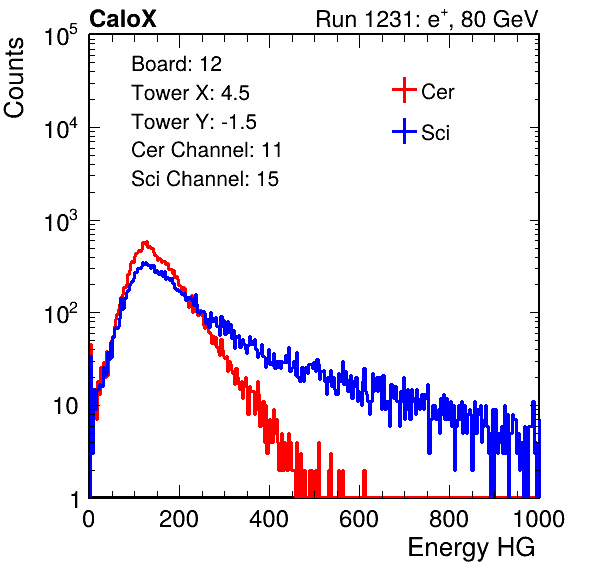 CaloX Run 1231: e+, 80 GeV
Counts
Board: 12
Tower X: 4.5
Tower Y: -1.5
Cer Channel: 11
Sci Channel: 15
Cer
Sci
10^5
10^4
10^3
10^2
10
1
0 200 400 600 800 1000
Energy HG